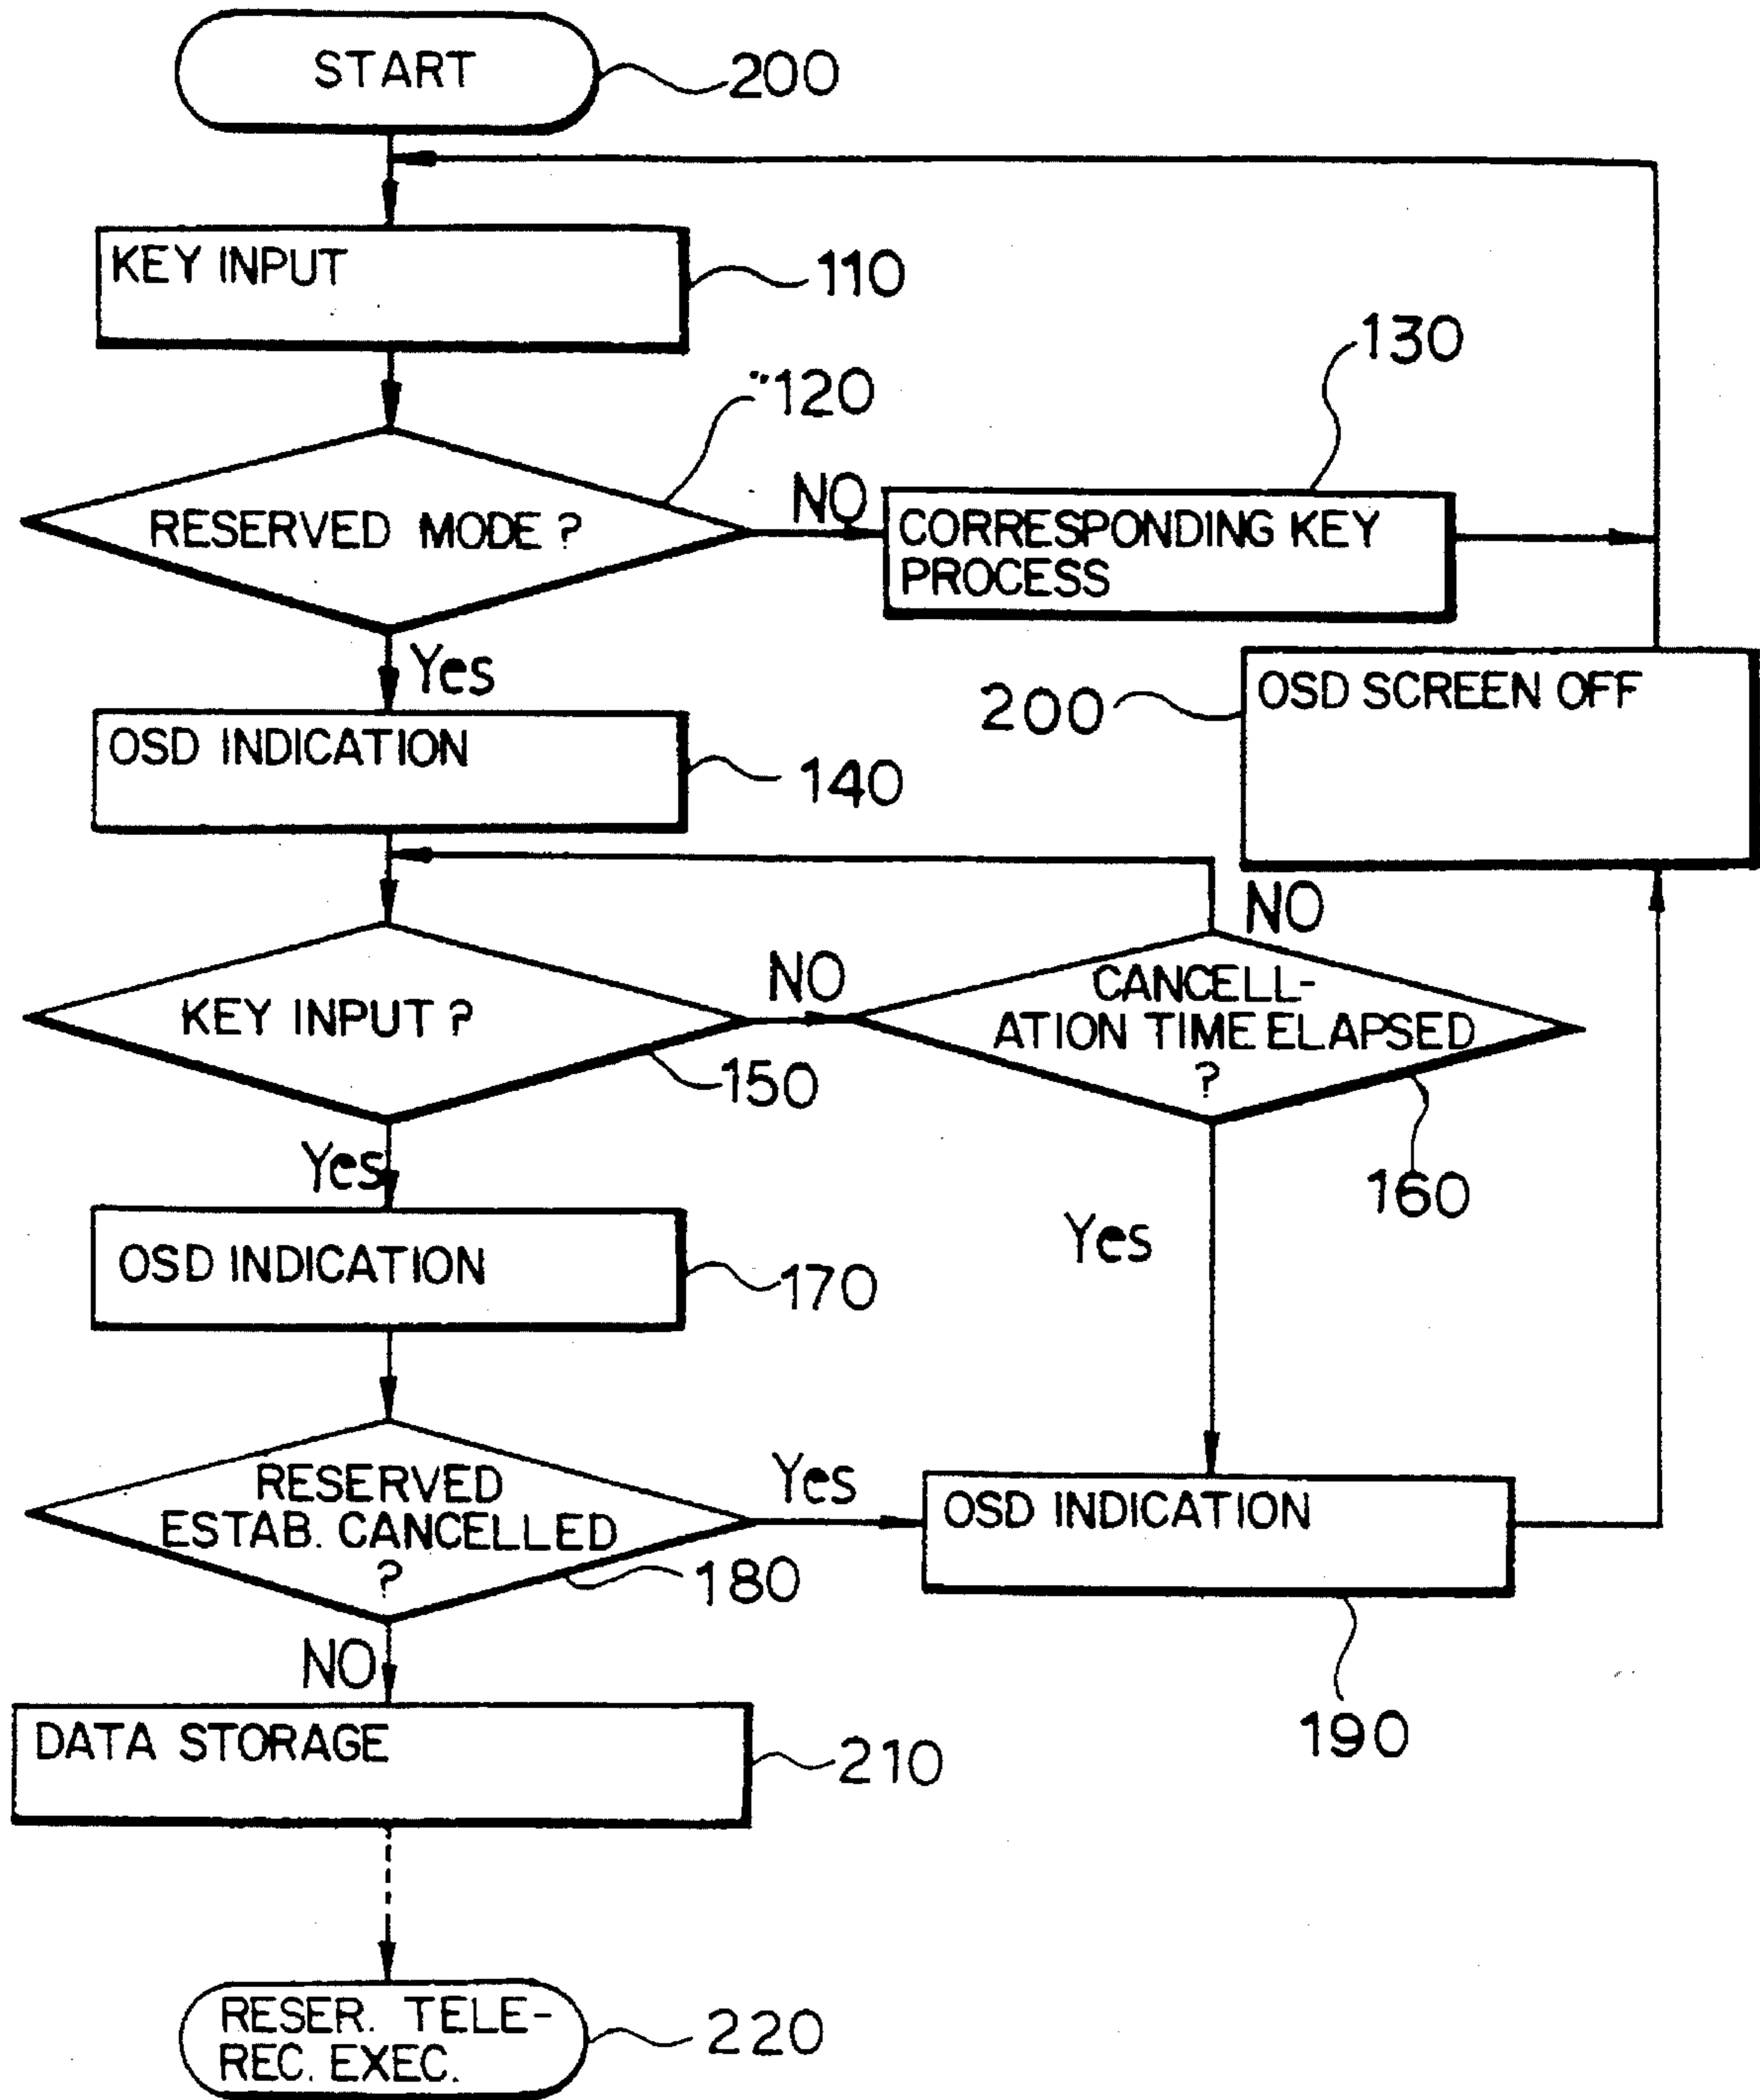 START
200
KEY INPUT
110
130
120
RESERVED MODE ?
NO
CORRESPONDING KEY
PROCESS
Yes
OSD INDICATION
140
200
OSD SCREEN OFF
NO
KEY INPUT ?
NO
CANCELL-
ATION TIME ELAPSED
?
150
160
Yes
Yes
OSD INDICATION
170
RESERVED
ESTAB. CANCELLED
?
Yes
OSD INDICATION
180
190
NO
DATA STORAGE
210
RESER. TELE-
REC. EXEC.
220